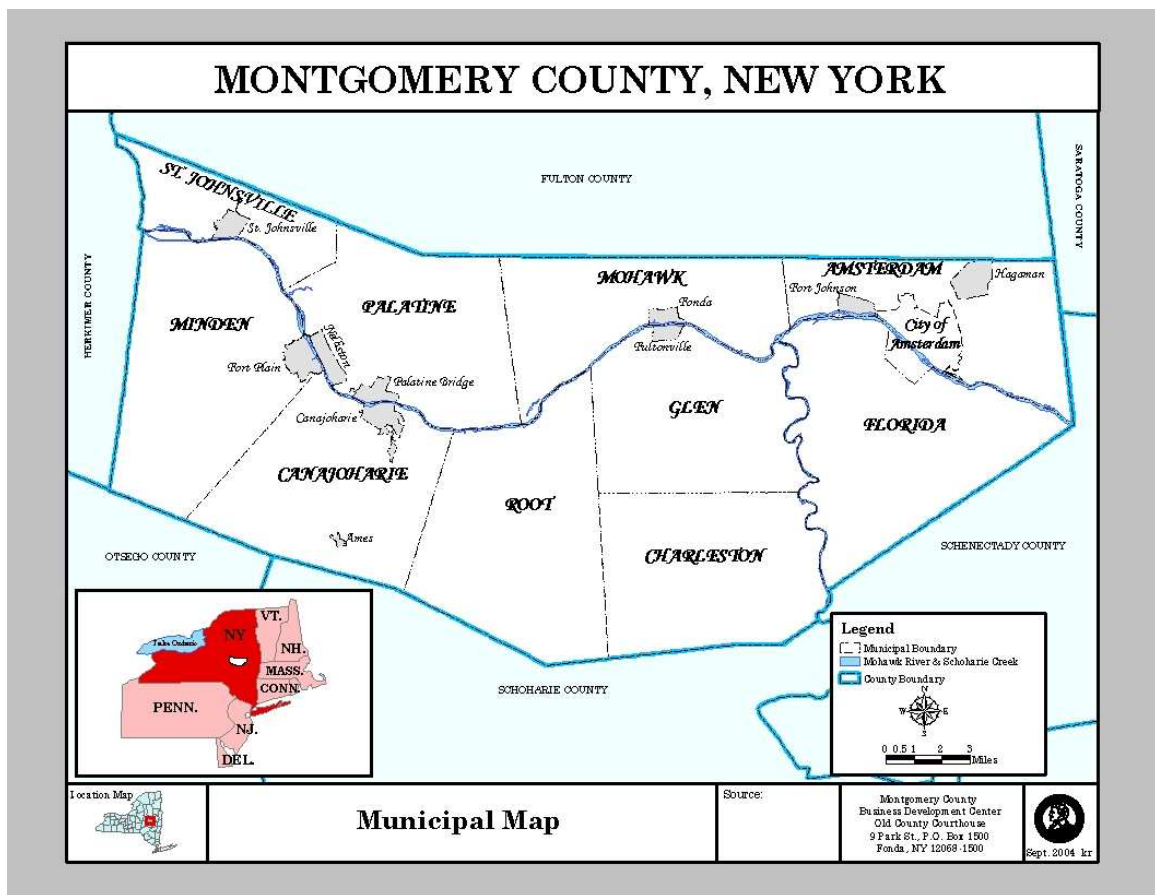 MONTGOMERY COUNTY, NEW YORK
FULTON COUNTY
SARATOGA COUNTY
HERKIMER COUNTY
ST. JOHNSVILLE
St. Johnsville
MOHAWK
AMSTERDAM
Hagaman
Fort Johnson
PALATINE
MINDEN
Fonda
City of
Amsterdam
Nelliston
Fultonville
Fort Plain
Palatine Bridge
GLEN
Canajoharie
FLORIDA
CANAJOHARIE
ROOT
Ames
OTSEGO COUNTY
CHARLESTON
SCHENECTADY COUNTY
SCHOHARIE COUNTY
VT.
NY
Lake Ontario
NH.
MASS.
CONN.
PENN.
NJ.
DEL.
Legend
Municipal Boundary
Mohawk River & Schoharie Creek
County Boundary
N
W E
S
0 0.5 1 2 3
Miles
Location Map
Municipal Map
Source:
Montgomery County
Business Development Center
Old County Courthouse
9 Park St., P.O. Box 1500
Fonda, NY 12068-1500
Sept. 2004 kr